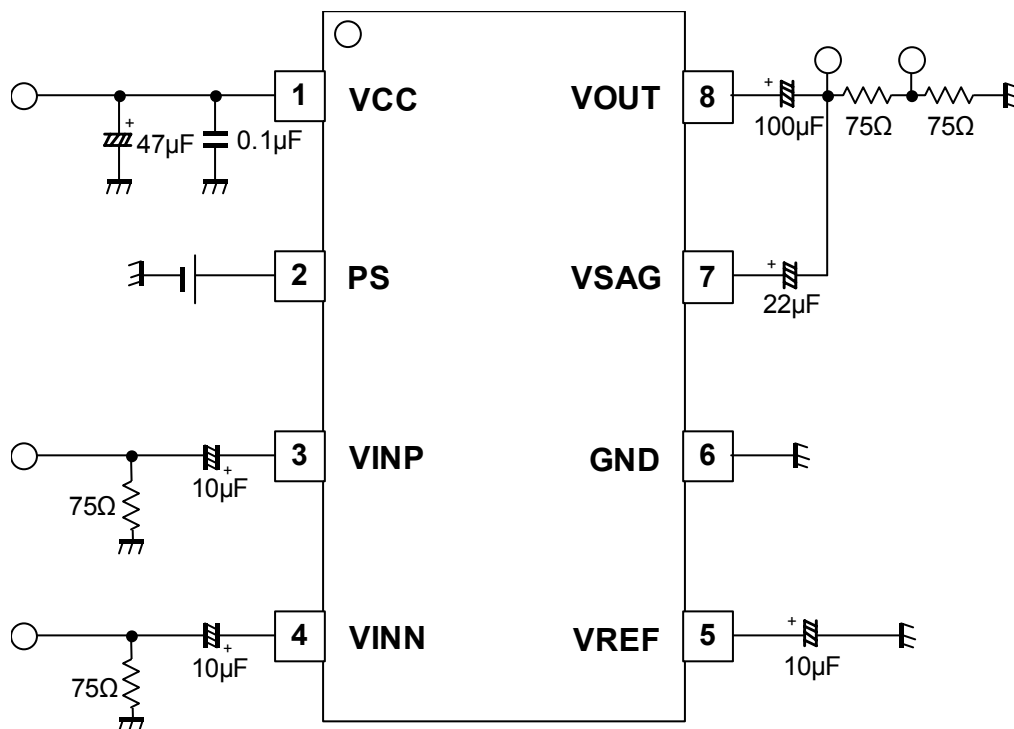 1 VCC VOUT 8
+ + 
47µF 0.1µF 100µF 75Ω 75Ω
2 PS VSAG 7
+
22µF
3 VINP GND 6
+
10µF
75Ω
4 VINN VREF 5
+ +
10µF 10µF
75Ω